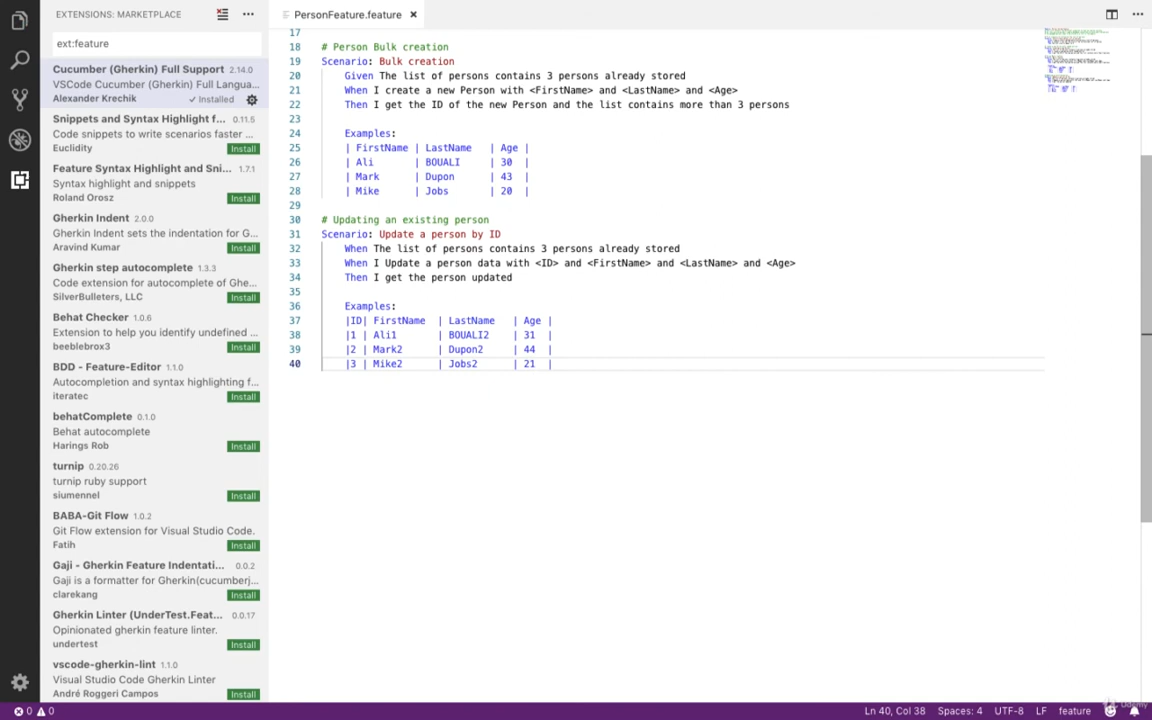 EXTENSIONS: MARKETPLACE
ext:feature
Cucumber (Gherkin) Full Support 2.14.0
VSCode Cucumber (Gherkin) Full Langua...
Alexander Krechik ✓ Installed
Snippets and Syntax Highlight f... 0.11.5
Code snippets to write scenarios faster ...
Euclidity Install
Feature Syntax Highlight and Sni... 1.7.1
Syntax highlight and snippets
Roland Orosz Install
Gherkin Indent 2.0.0
Gherkin Indent sets the indentation for G...
Aravind Kumar Install
Gherkin step autocomplete 1.3.3
Code extension for autocomplete of Ghe...
SilverBulleters, LLC Install
Behat Checker 1.0.6
Extension to help you identify undefined ...
beeblebrox3 Install
BDD - Feature-Editor 1.1.0
Autocompletion and syntax highlighting f...
iteratec Install
behatComplete 0.1.0
Behat autocomplete
Harings Rob Install
turnip 0.20.26
turnip ruby support
siumennel Install
BABA-Git Flow 1.0.2
Git Flow extension for Visual Studio Code.
Fatih Install
Gaji - Gherkin Feature Indentati... 0.0.2
Gaji is a formatter for Gherkin(cucumberj...
clarekang Install
Gherkin Linter (UnderTest.Feat... 0.0.17
Opinionated gherkin feature linter.
undertest Install
vscode-gherkin-lint 1.1.0
Visual Studio Code Gherkin Linter
André Roggeri Campos Install
PersonFeature.feature
17
18 # Person Bulk creation
19 Scenario: Bulk creation
20 Given The list of persons contains 3 persons already stored
21 When I create a new Person with <FirstName> and <LastName> and <Age>
22 Then I get the ID of the new Person and the list contains more than 3 persons
23
24 Examples:
25 | FirstName | LastName | Age |
26 | Ali | BOUALI | 30 |
27 | Mark | Dupon | 43 |
28 | Mike | Jobs | 20 |
29
30 # Updating an existing person
31 Scenario: Update a person by ID
32 When The list of persons contains 3 persons already stored
33 When I Update a person data with <ID> and <FirstName> and <LastName> and <Age>
34 Then I get the person updated
35
36 Examples:
37 |ID| FirstName | LastName | Age |
38 |1 | Ali1 | BOUALI2 | 31 |
39 |2 | Mark2 | Dupon2 | 44 |
40 |3 | Mike2 | Jobs2 | 21 |
0 0 Ln 40, Col 38 Spaces: 4 UTF-8 LF feature
Udemy